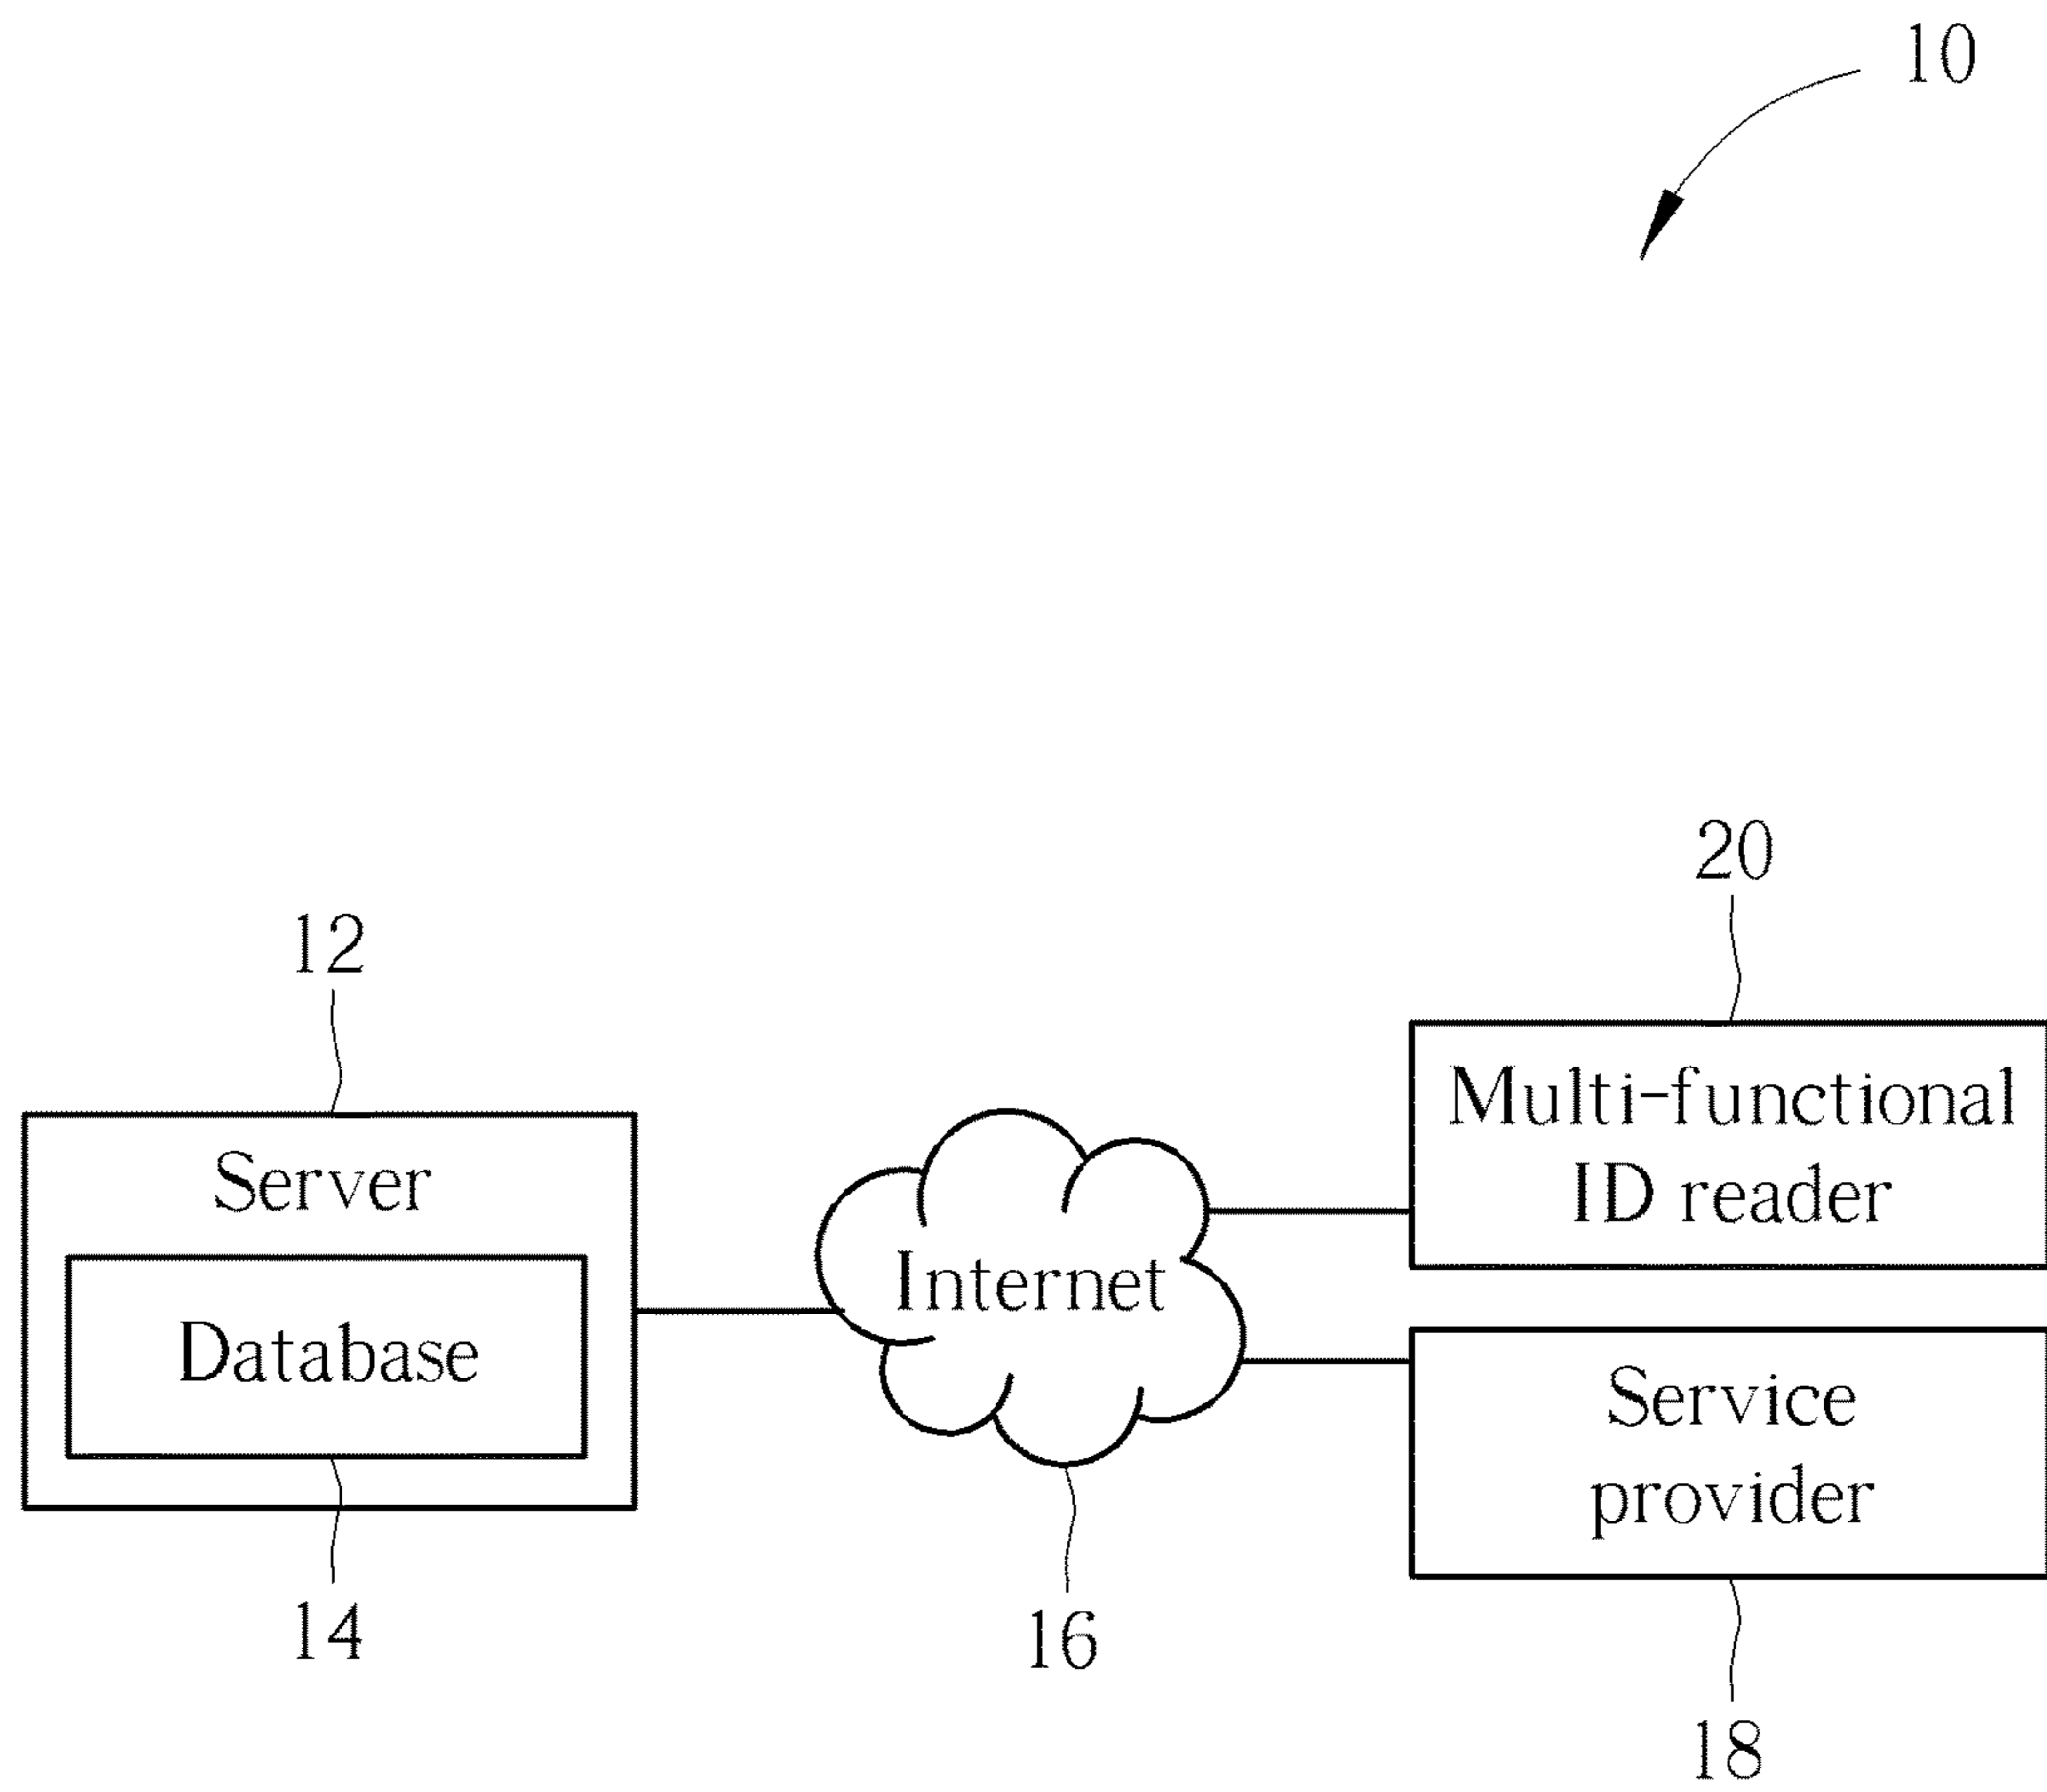 10
20
12
Multi-functional
ID reader
Server
Internet
Database
Service
provider
14
16
18